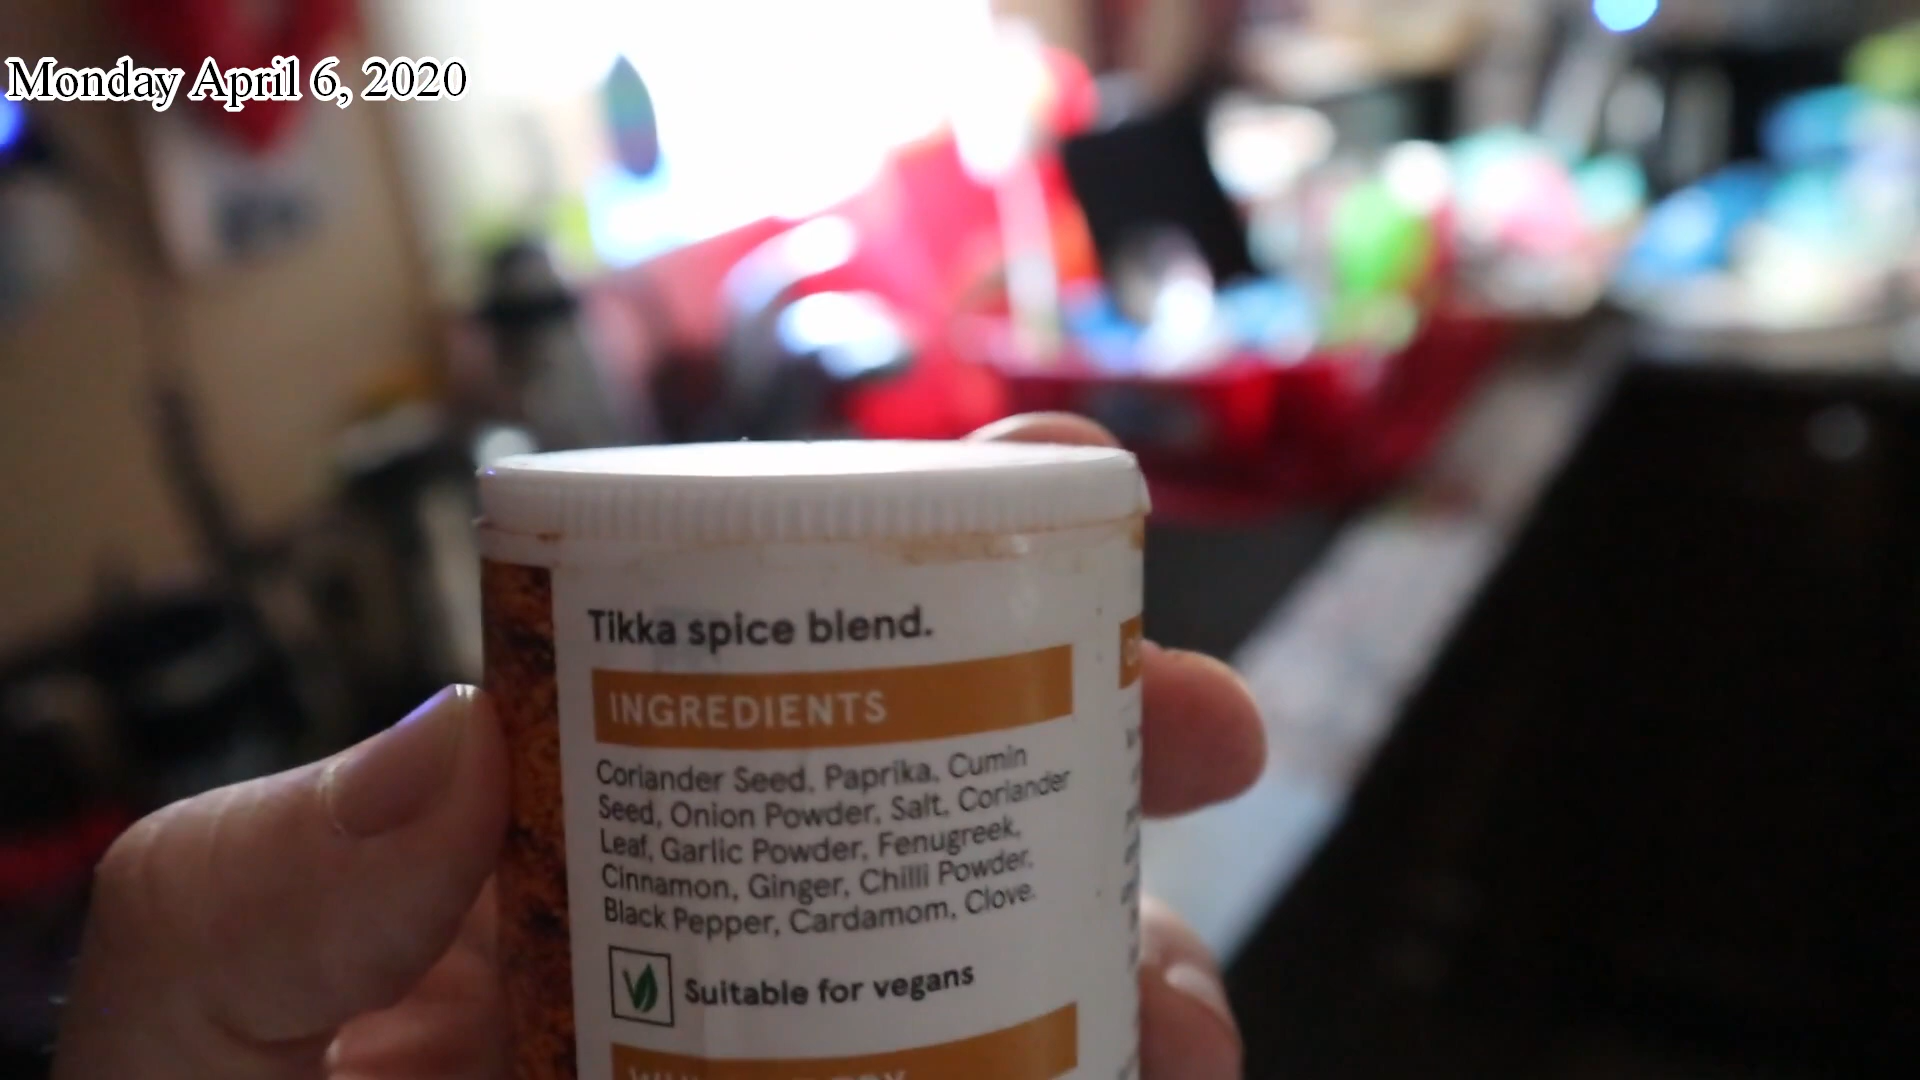 Monday April 6, 2020
Tikka spice blend.
INGREDIENTS
Coriander Seed, Paprika, Cumin
Seed, Onion Powder, Salt, Coriander
Leaf, Garlic Powder, Fenugreek,
Cinnamon, Ginger, Chilli Powder,
Black Pepper, Cardamom, Clove.
Suitable for vegans